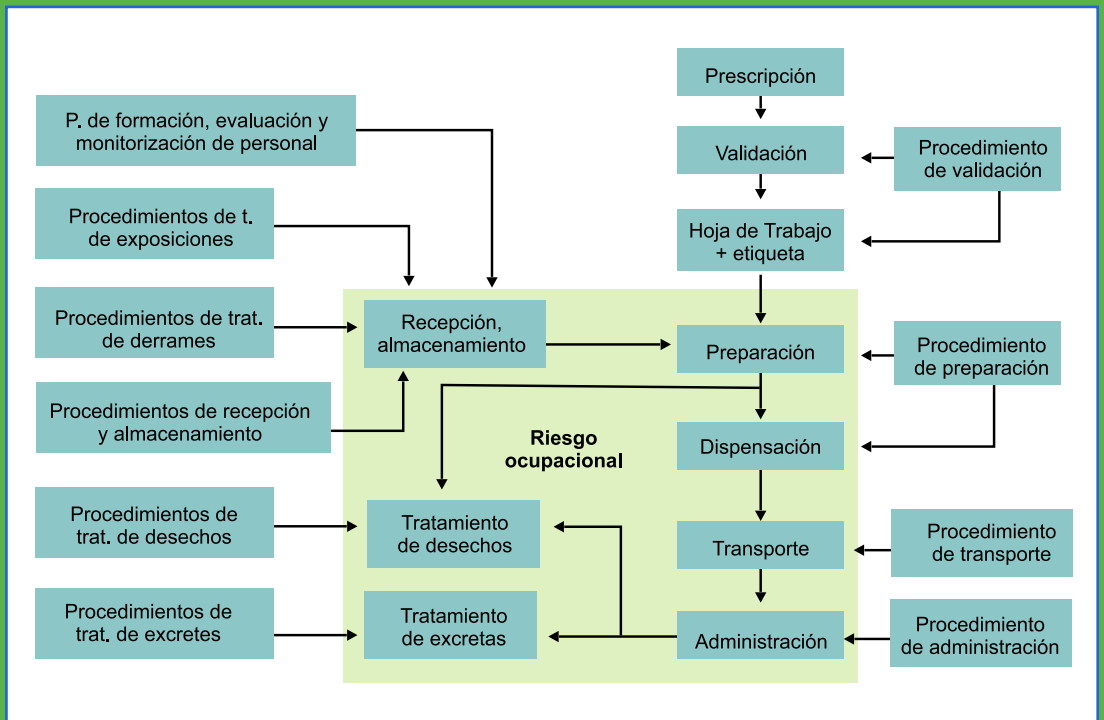 Prescripción
P. de formación, evaluación y
monitorización de personal
Validación
Procedimiento
de validación
Procedimientos de t.
de exposiciones
Hoja de Trabajo
+ etiqueta
Procedimientos de trat.
de derrames
Recepción,
almacenamiento
Preparación
Procedimiento
de preparación
Procedimientos de recepción
y almacenamiento
Riesgo
ocupacional
Dispensación
Procedimientos de
trat. de desechos
Tratamiento
de desechos
Transporte
Procedimiento
de transporte
Procedimientos de
trat. de excretes
Tratamiento
de excretas
Administración
Procedimiento
de administración